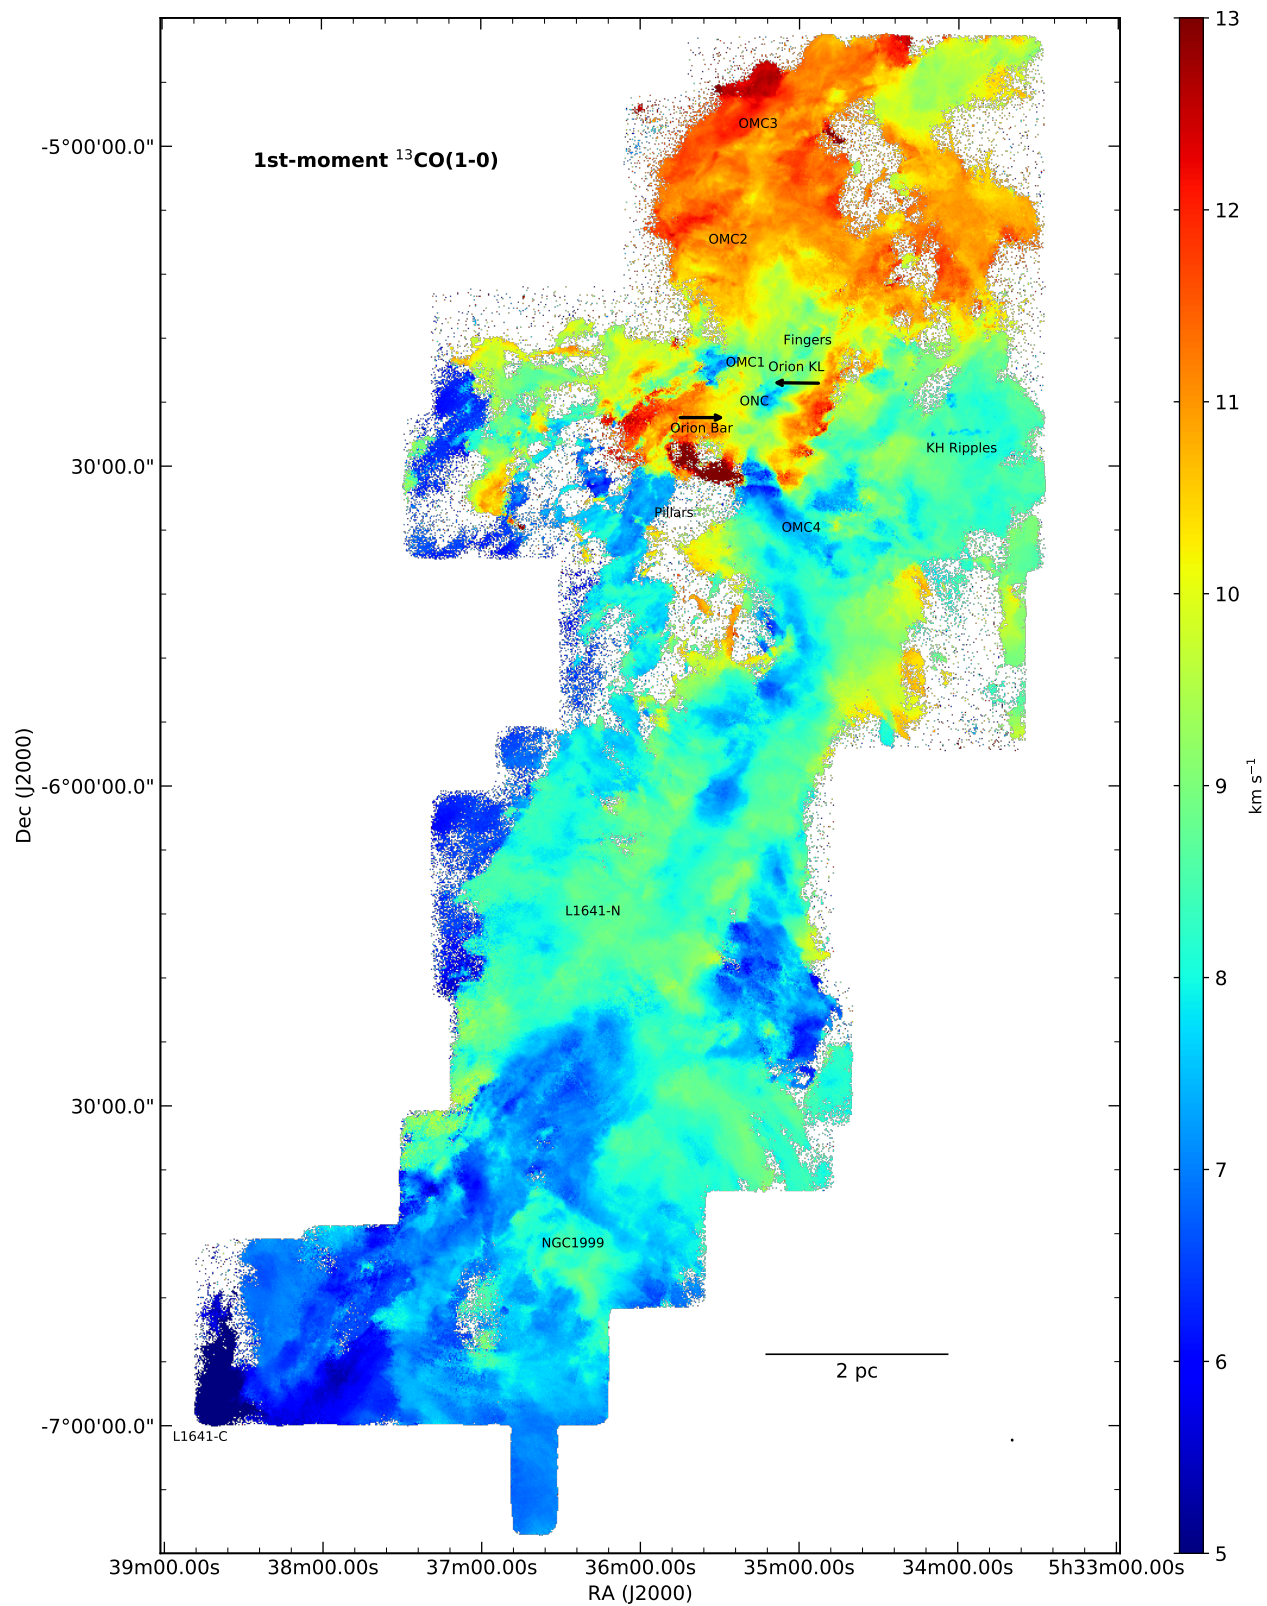 13
OMC3
-5°00'00.0"
1st-moment ¹³CO(1-0)
12
OMC2
Fingers
OMC1
Orion KL
11
ONC
Orion Bar
KH Ripples
30'00.0"
Pillars
OMC4
10
Dec (J2000)
-6°00'00.0"
9
km s⁻¹
L1641-N
8
30'00.0"
7
NGC1999
6
2 pc
-7°00'00.0"
L1641-C
5
39m00.00s
38m00.00s
37m00.00s
36m00.00s
35m00.00s
34m00.00s
5h33m00.00s
RA (J2000)